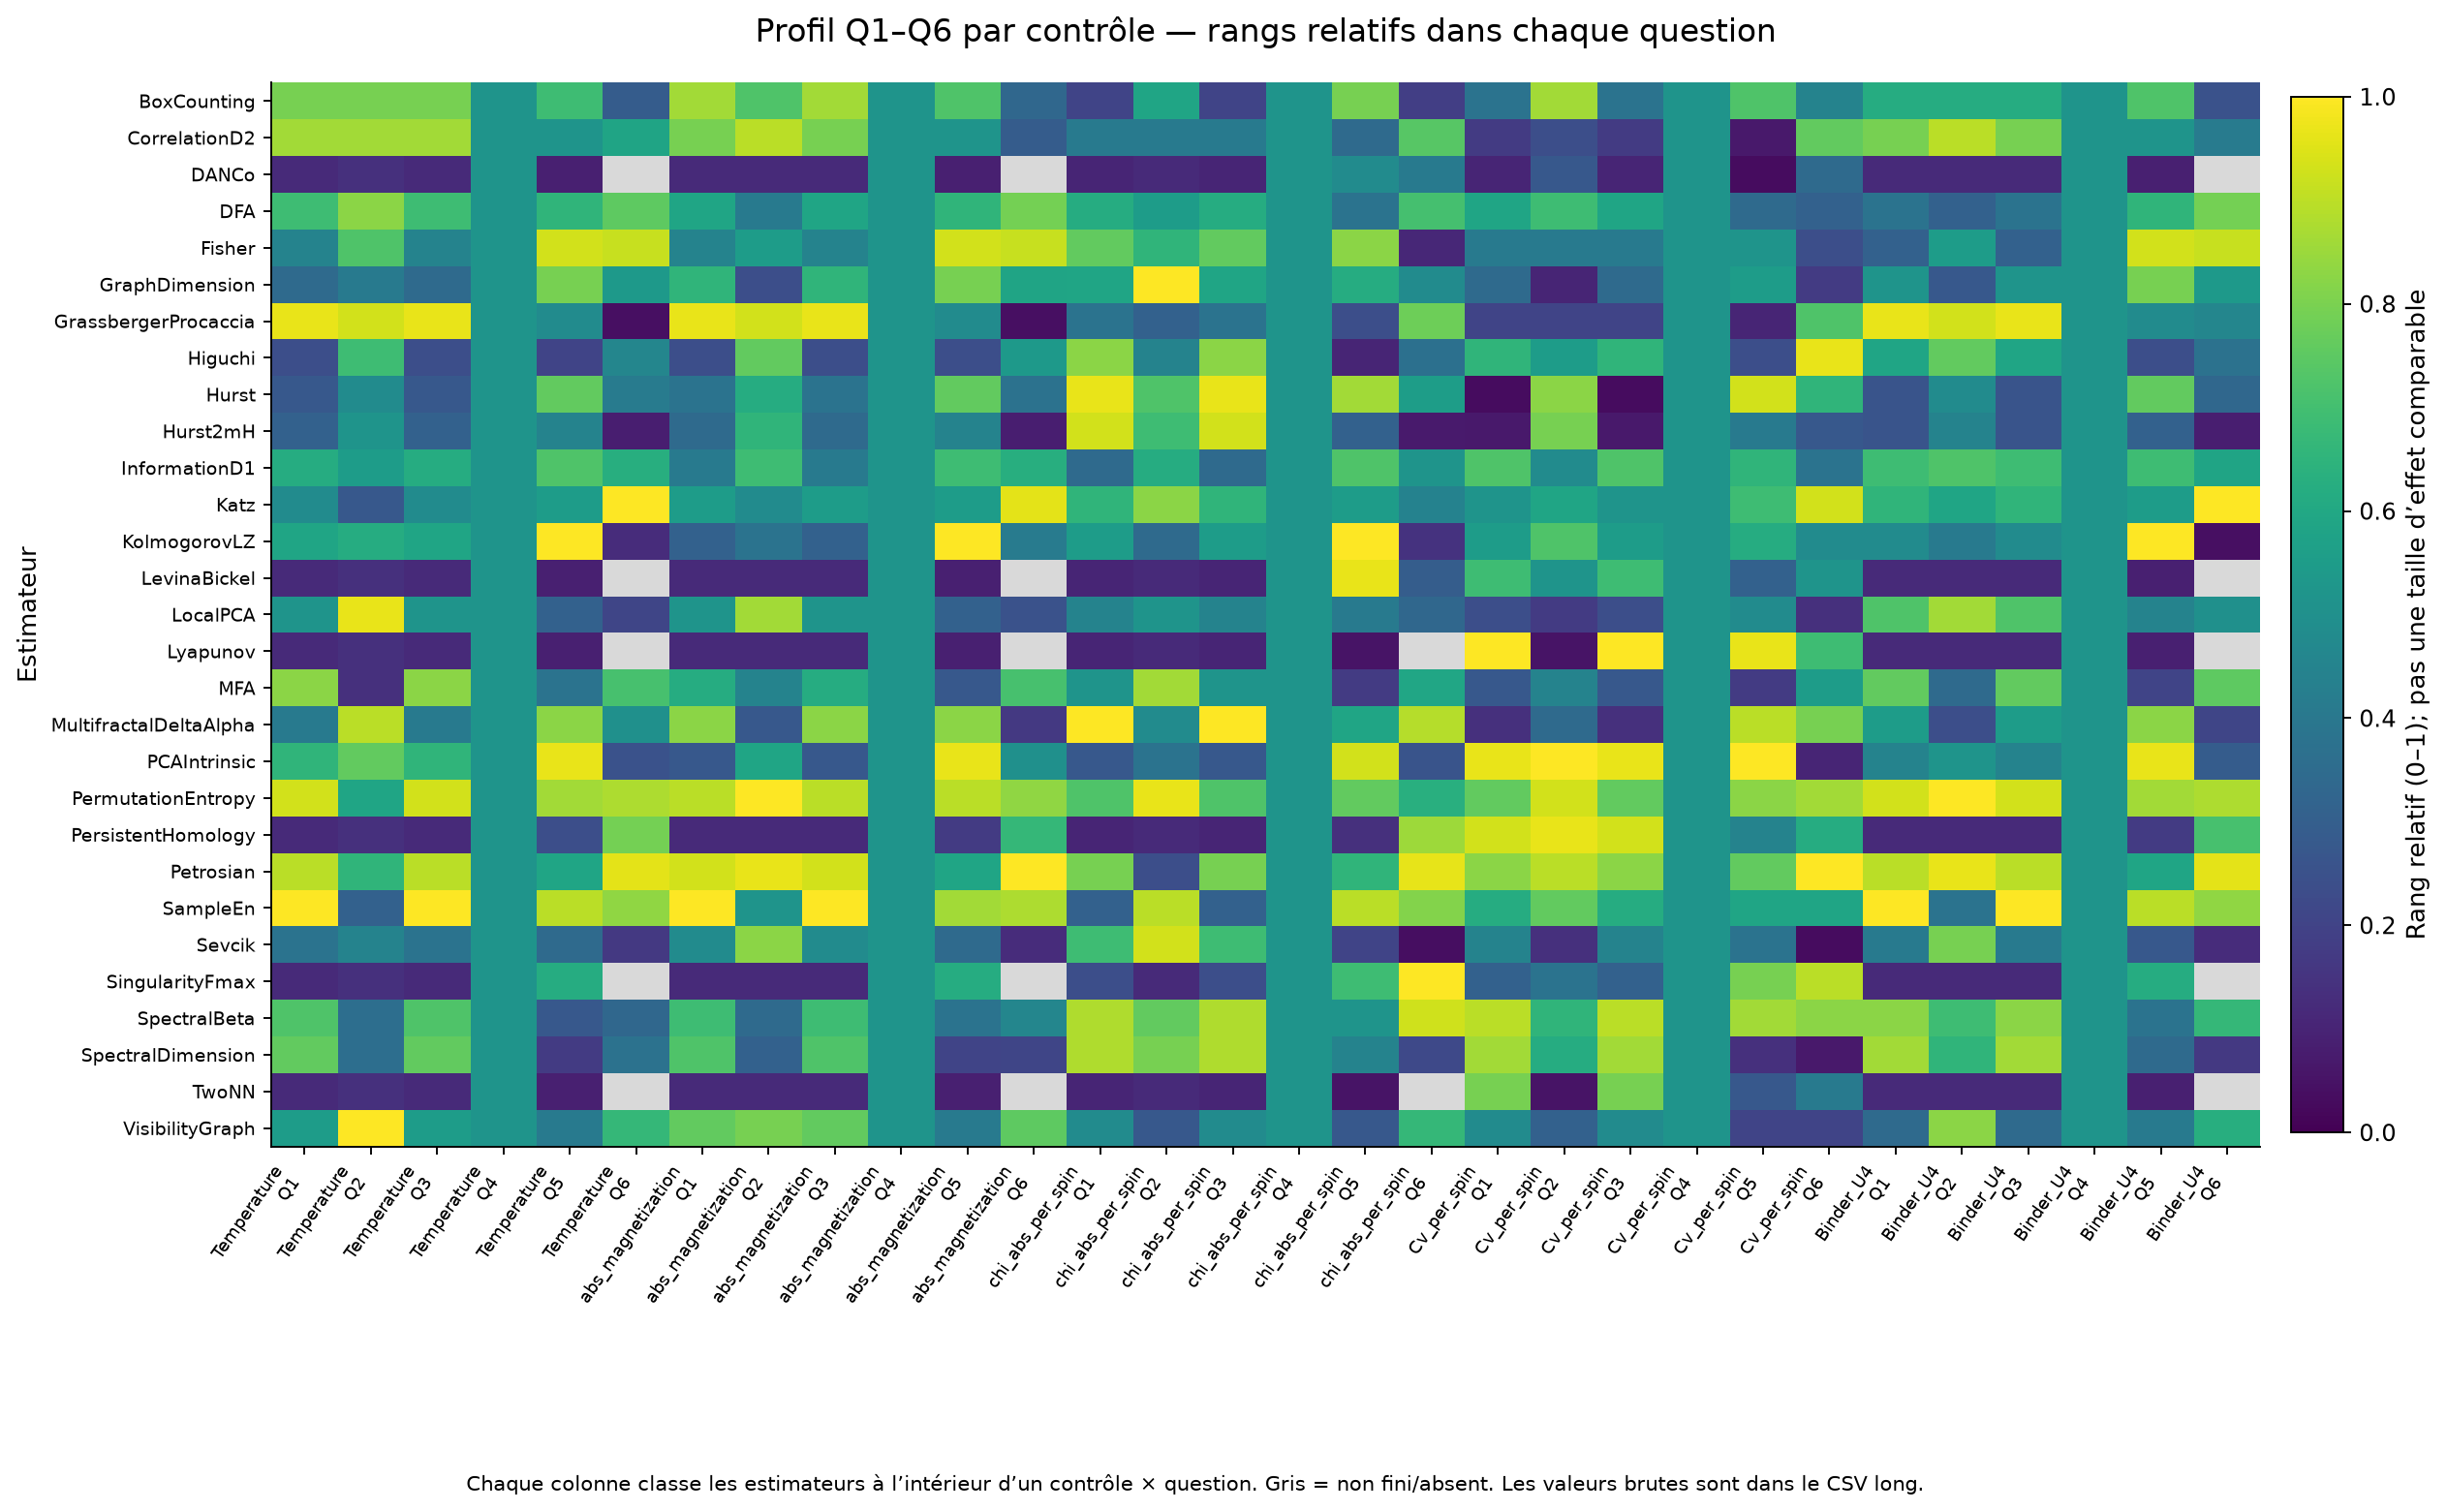 Profil Q1–Q6 par contrôle — rangs relatifs dans chaque question
Estimateur
BoxCounting
CorrelationD2
DANCo
DFA
Fisher
GraphDimension
GrassbergerProcaccia
Higuchi
Hurst
Hurst2mH
InformationD1
Katz
KolmogorovLZ
LevinaBickel
LocalPCA
Lyapunov
MFA
MultifractalDeltaAlpha
PCAIntrinsic
PermutationEntropy
PersistentHomology
Petrosian
SampleEn
Sevcik
SingularityFmax
SpectralBeta
SpectralDimension
TwoNN
VisibilityGraph
Temperature
Q1
Temperature
Q2
Temperature
Q3
Temperature
Q4
Temperature
Q5
Temperature
Q6
abs_magnetization
Q1
abs_magnetization
Q2
abs_magnetization
Q3
abs_magnetization
Q4
abs_magnetization
Q5
abs_magnetization
Q6
chi_abs_per_spin
Q1
chi_abs_per_spin
Q2
chi_abs_per_spin
Q3
chi_abs_per_spin
Q4
chi_abs_per_spin
Q5
chi_abs_per_spin
Q6
Cv_per_spin
Q1
Cv_per_spin
Q2
Cv_per_spin
Q3
Cv_per_spin
Q4
Cv_per_spin
Q5
Cv_per_spin
Q6
Binder_U4
Q1
Binder_U4
Q2
Binder_U4
Q3
Binder_U4
Q4
Binder_U4
Q5
Binder_U4
Q6
1.0
0.8
0.6
0.4
0.2
0.0
Rang relatif (0–1); pas une taille d’effet comparable
Chaque colonne classe les estimateurs à l’intérieur d’un contrôle × question. Gris = non fini/absent. Les valeurs brutes sont dans le CSV long.